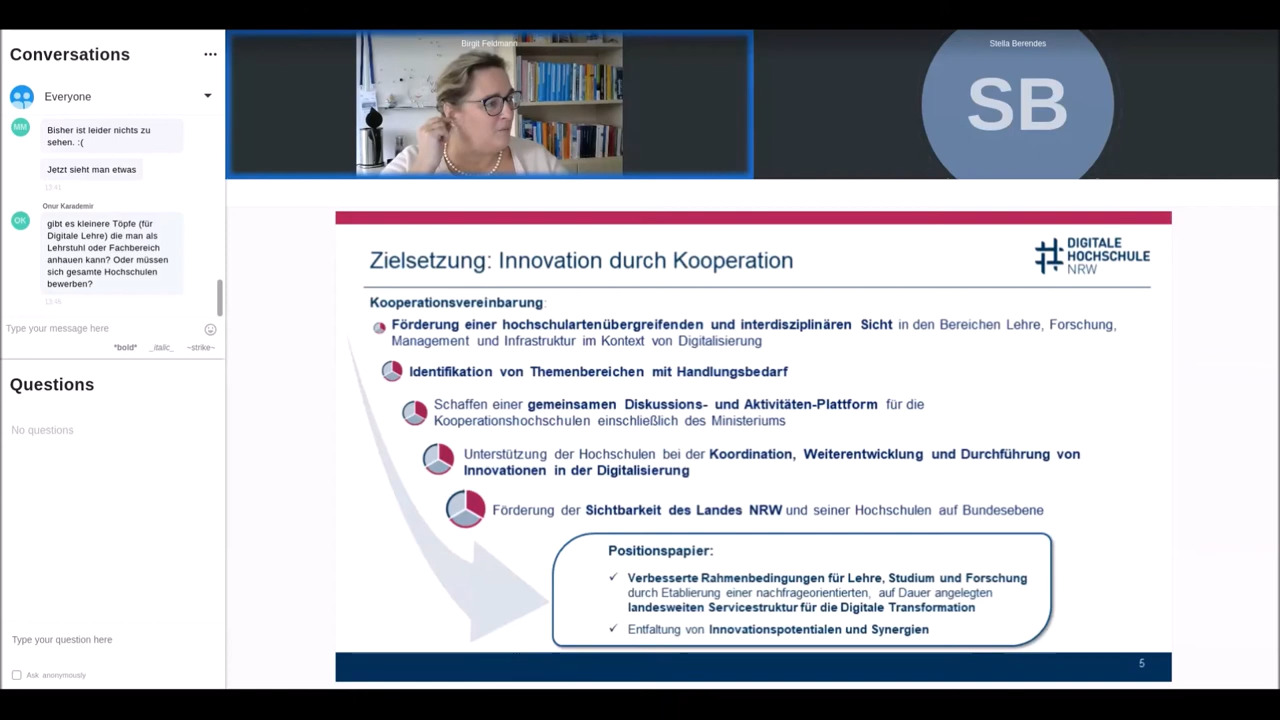 Conversations
Everyone
MM
Bisher ist leider nichts zu
sehen. :(
Jetzt sieht man etwas
13:41
Onur Karademir
OK
gibt es kleinere Töpfe (für
Digitale Lehre) die man als
Lehrstuhl oder Fachbereich
anhauen kann? Oder müssen
sich gesamte Hochschulen
bewerben?
Type your message here
*bold* _italic_ ~strike~
Questions
No questions
Type your question here
Ask anonymously
Birgit Feldmann
Stella Berendes
SB
Zielsetzung: Innovation durch Kooperation
DIGITALE
HOCHSCHULE
NRW
Kooperationsvereinbarung:
Förderung einer hochschulartenübergreifenden und interdisziplinären Sicht in den Bereichen Lehre, Forschung,
Management und Infrastruktur im Kontext von Digitalisierung
Identifikation von Themenbereichen mit Handlungsbedarf
Schaffen einer gemeinsamen Diskussions- und Aktivitäten-Plattform für die
Kooperationshochschulen einschließlich des Ministeriums
Unterstützung der Hochschulen bei der Koordination, Weiterentwicklung und Durchführung von
Innovationen in der Digitalisierung
Förderung der Sichtbarkeit des Landes NRW und seiner Hochschulen auf Bundesebene
Positionspapier:
✓ Verbesserte Rahmenbedingungen für Lehre, Studium und Forschung
durch Etablierung einer nachfrageorientierten, auf Dauer angelegten
landesweiten Servicestruktur für die Digitale Transformation
✓ Entfaltung von Innovationspotentialen und Synergien
5